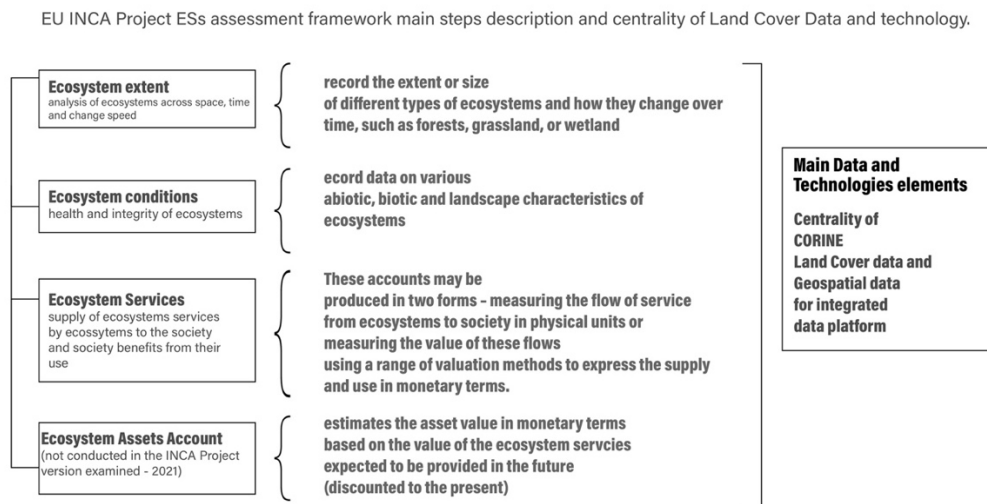 EU INCA Project ESs assessment framework main steps description and centrality of Land Cover Data and technology.
Ecosystem extent
analysis of ecosystems across space, time
and change speed
record the extent or size
of different types of ecosystems and how they change over
time, such as forests, grassland, or wetland
Ecosystem conditions
health and integrity of ecosystems
ecord data on various
abiotic, biotic and landscape characteristics of
ecosystems
Ecosystem Services
supply of ecosystems services
by ecossytems to the society
and society benefits from their
use
These accounts may be
produced in two forms – measuring the flow of service
from ecosystems to society in physical units or
measuring the value of these flows
using a range of valuation methods to express the supply
and use in monetary terms.
Ecosystem Assets Account
(not conducted in the INCA Project
version examined - 2021)
estimates the asset value in monetary terms
based on the value of the ecosystem servcies
expected to be provided in the future
(discounted to the present)
Main Data and
Technologies elements
Centrality of
CORINE
Land Cover data and
Geospatial data
for integrated
data platform